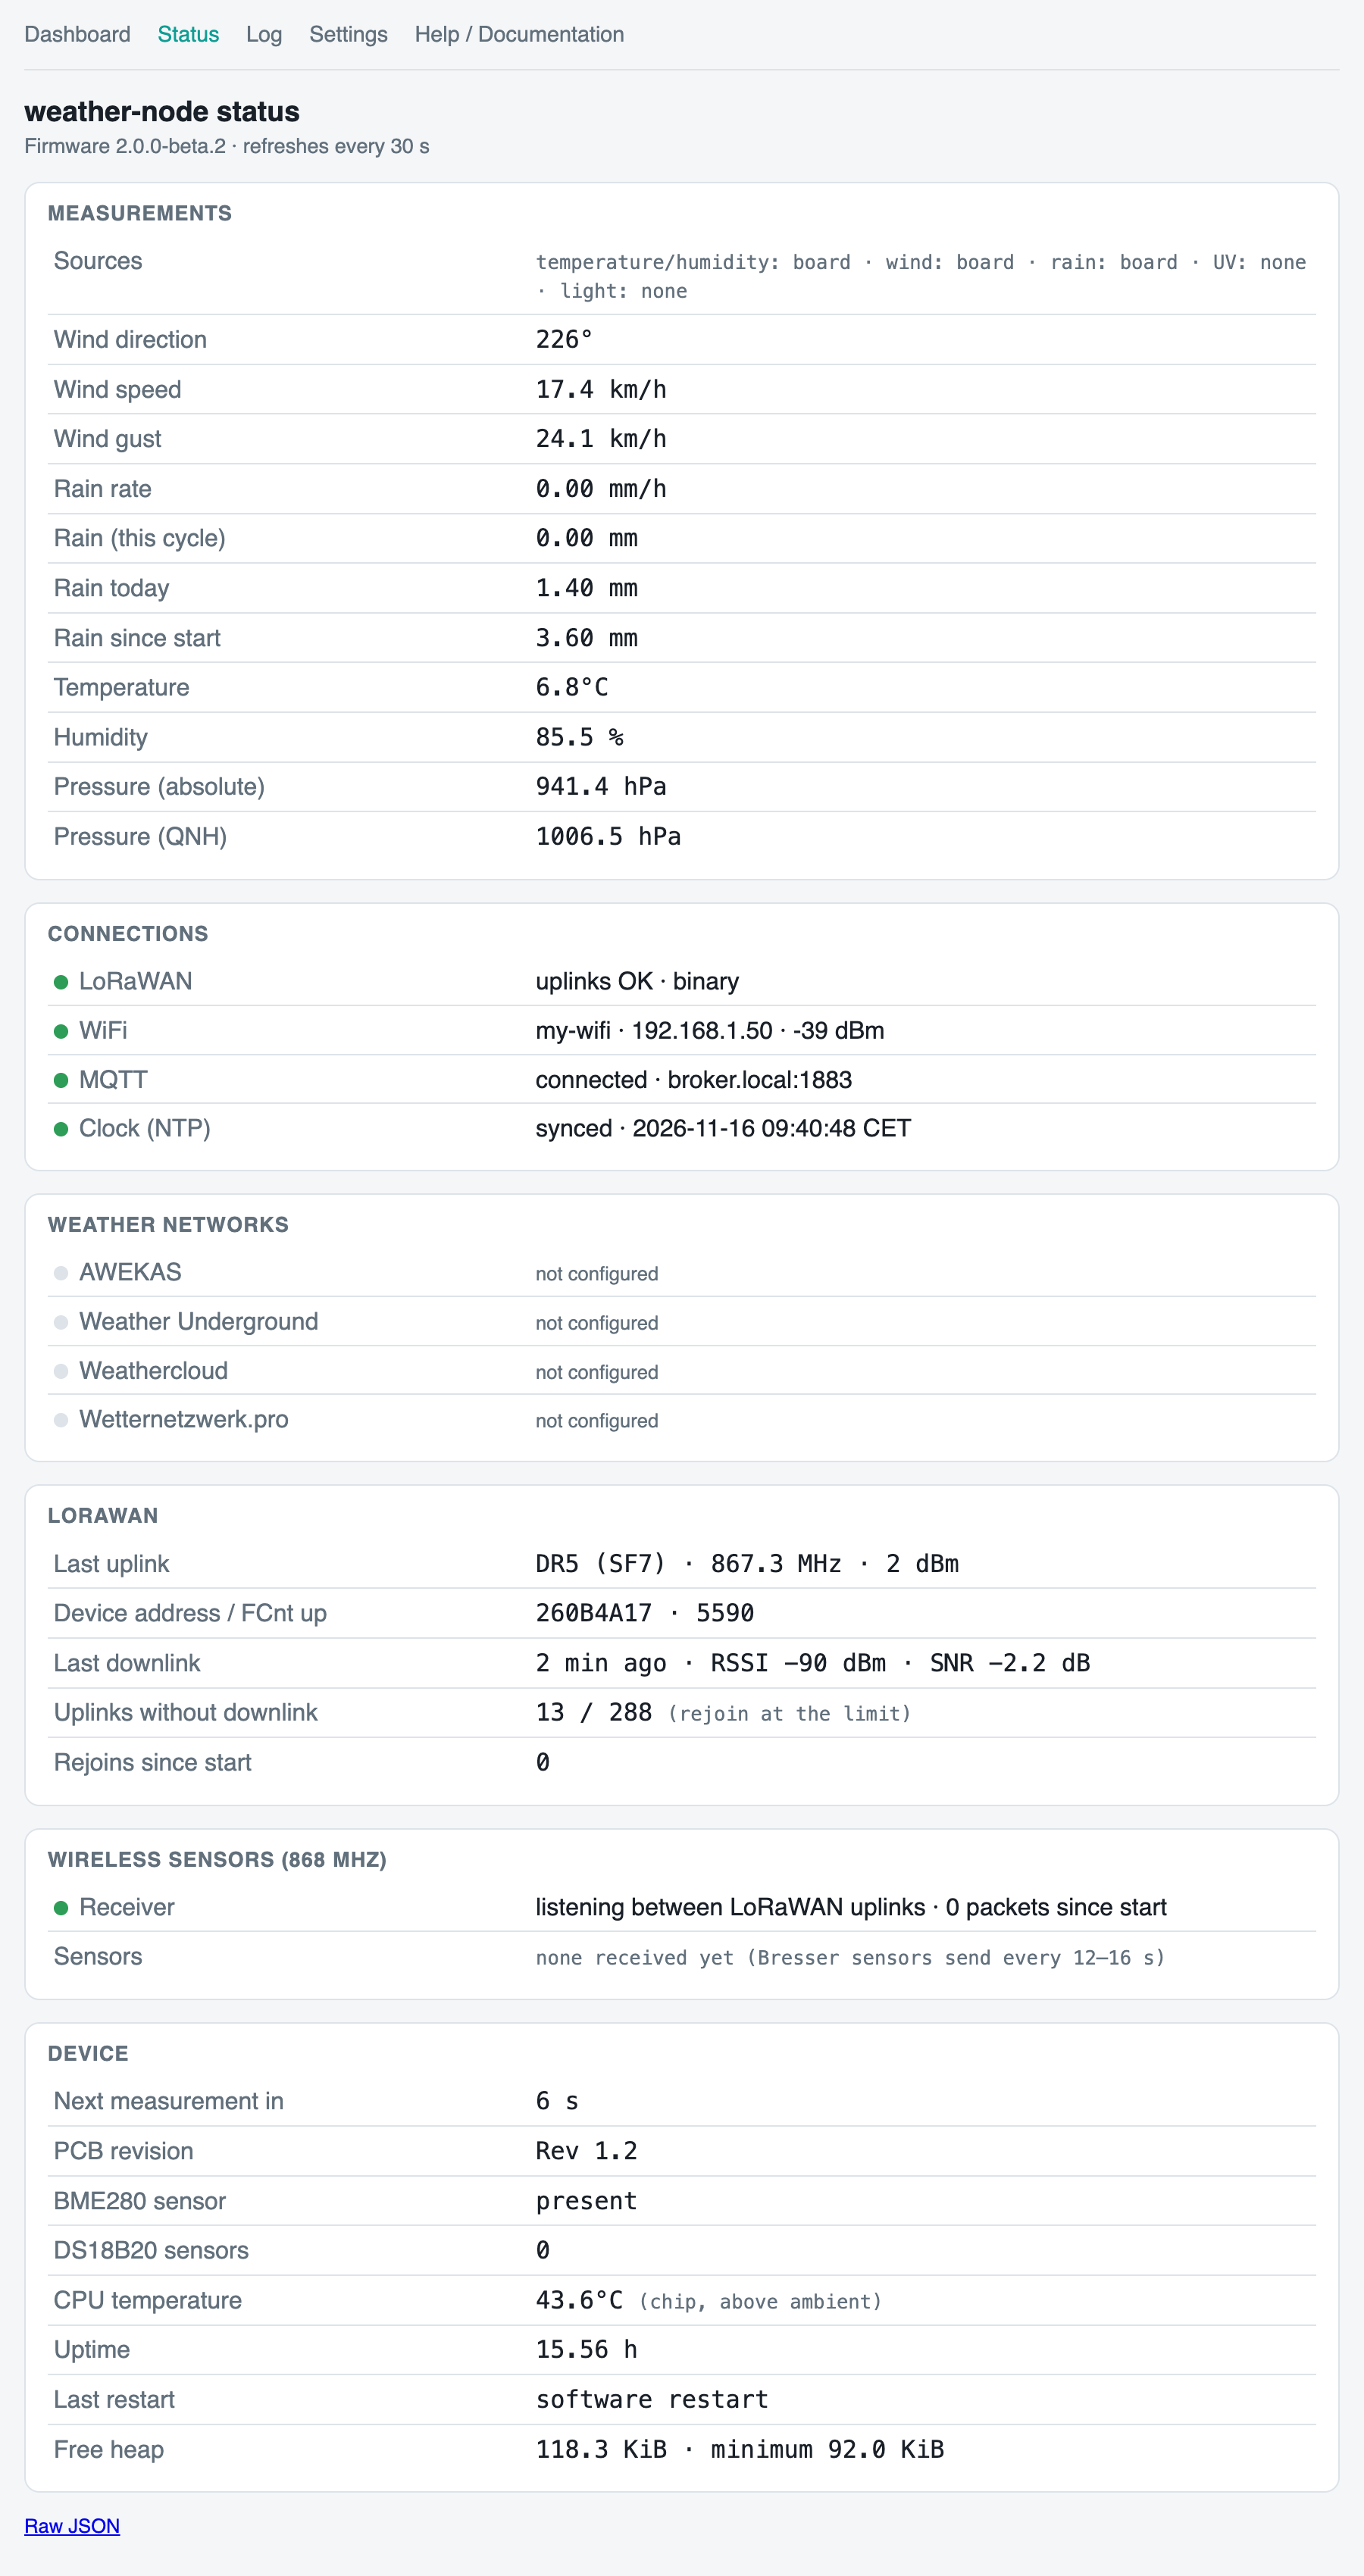 Dashboard Status Log Settings Help / Documentation
weather-node status
Firmware 2.0.0-beta.2 · refreshes every 30 s
MEASUREMENTS
Sources temperature/humidity: board · wind: board · rain: board · UV: none
· light: none
Wind direction 226°
Wind speed 17.4 km/h
Wind gust 24.1 km/h
Rain rate 0.00 mm/h
Rain (this cycle) 0.00 mm
Rain today 1.40 mm
Rain since start 3.60 mm
Temperature 6.8°C
Humidity 85.5 %
Pressure (absolute) 941.4 hPa
Pressure (QNH) 1006.5 hPa
CONNECTIONS
LoRaWAN uplinks OK · binary
WiFi my-wifi · 192.168.1.50 · -39 dBm
MQTT connected · broker.local:1883
Clock (NTP) synced · 2026-11-16 09:40:48 CET
WEATHER NETWORKS
AWEKAS not configured
Weather Underground not configured
Weathercloud not configured
Wetternetzwerk.pro not configured
LORAWAN
Last uplink DR5 (SF7) · 867.3 MHz · 2 dBm
Device address / FCnt up 260B4A17 · 5590
Last downlink 2 min ago · RSSI −90 dBm · SNR −2.2 dB
Uplinks without downlink 13 / 288 (rejoin at the limit)
Rejoins since start 0
WIRELESS SENSORS (868 MHZ)
Receiver listening between LoRaWAN uplinks · 0 packets since start
Sensors none received yet (Bresser sensors send every 12–16 s)
DEVICE
Next measurement in 6 s
PCB revision Rev 1.2
BME280 sensor present
DS18B20 sensors 0
CPU temperature 43.6°C (chip, above ambient)
Uptime 15.56 h
Last restart software restart
Free heap 118.3 KiB · minimum 92.0 KiB
Raw JSON